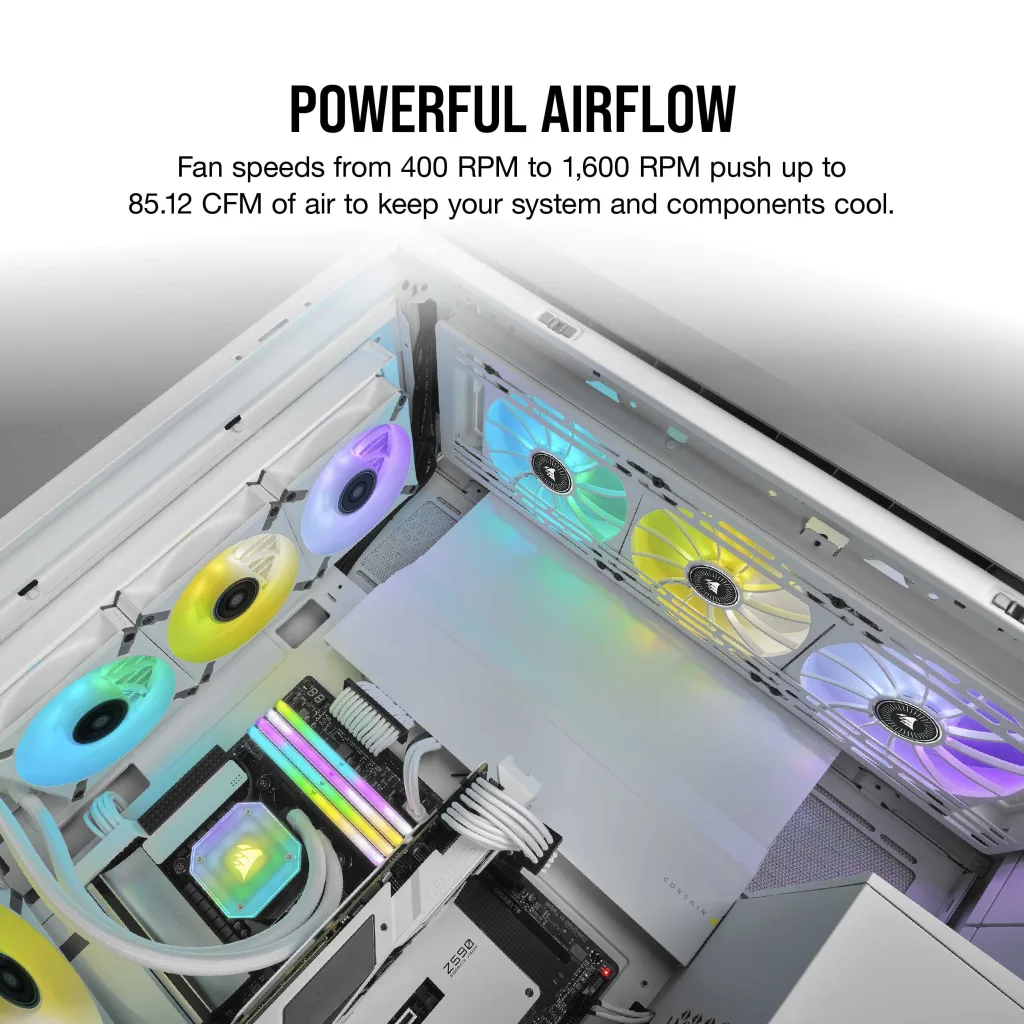 POWERFUL AIRFLOW
Fan speeds from 400 RPM to 1,600 RPM push up to
85.12 CFM of air to keep your system and components cool.
CORSAIR
Z590